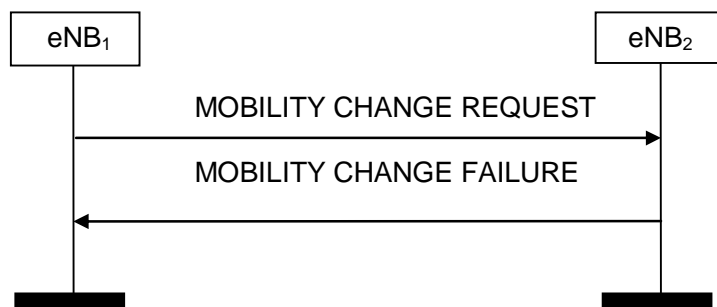 eNB₁
eNB₂
MOBILITY CHANGE REQUEST
MOBILITY CHANGE FAILURE